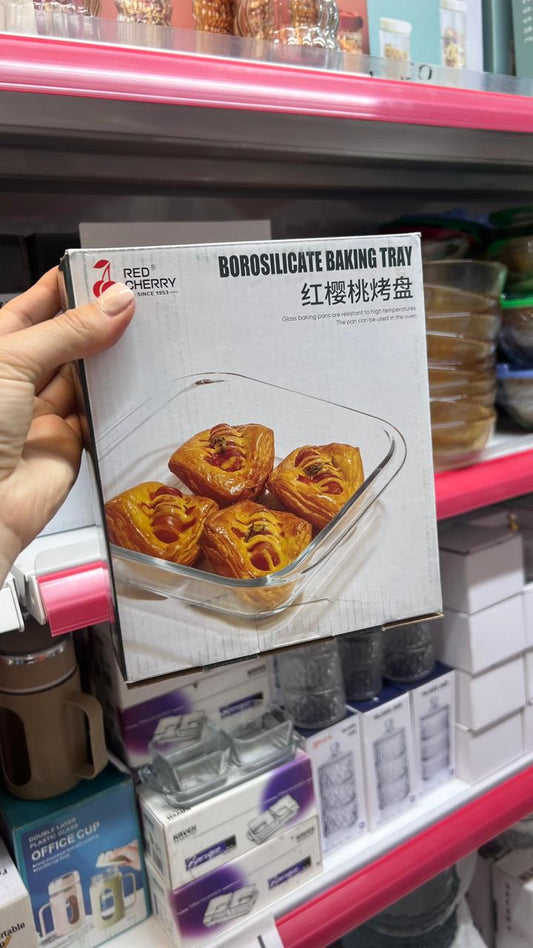 RED
CHERRY
SINCE 1953
BOROSILICATE BAKING TRAY
红樱桃烤盘
Glass baking pans are resistant to high temperatures
The pan can be used in the oven
DOUBLE LAYER
PLASTIC GLASS
OFFICE CUP
NAVEN